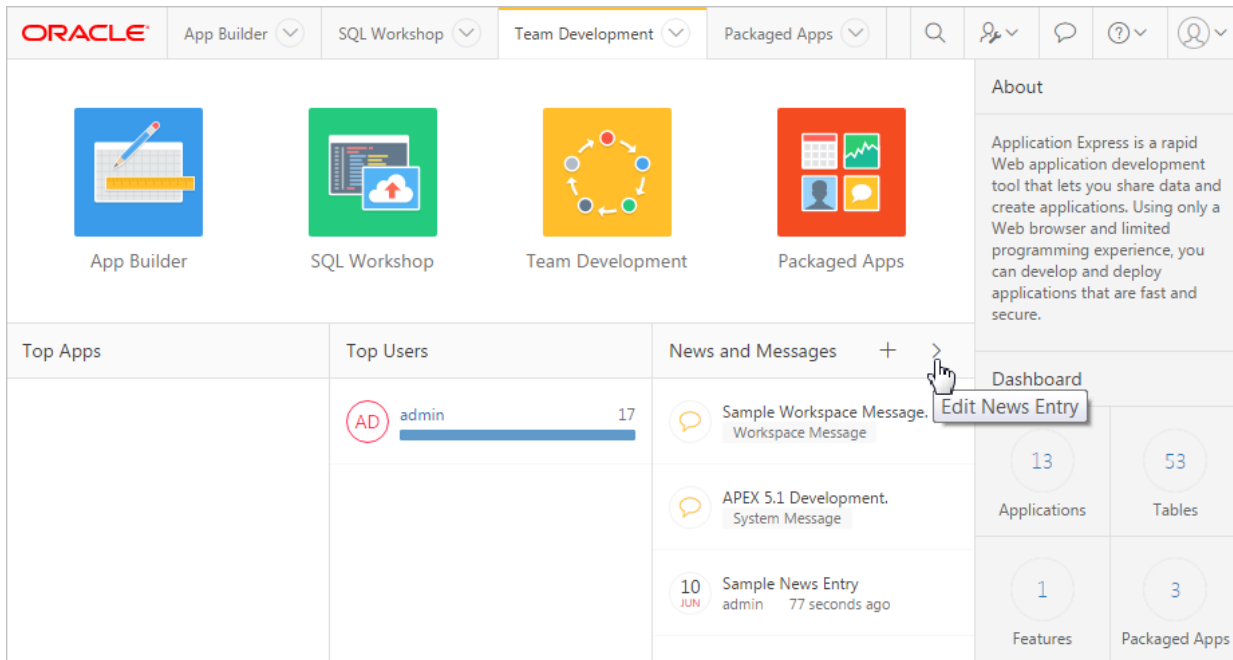 ORACLE
App Builder
SQL Workshop
Team Development
Packaged Apps
App Builder
SQL Workshop
Team Development
Packaged Apps
About
Application Express is a rapid
Web application development
tool that lets you share data and
create applications. Using only a
Web browser and limited
programming experience, you
can develop and deploy
applications that are fast and
secure.
Top Apps
Top Users
AD
admin
17
News and Messages
Edit News Entry
Sample Workspace Message.
Workspace Message
APEX 5.1 Development.
System Message
10
JUN
Sample News Entry
admin 77 seconds ago
Dashboard
13
Applications
53
Tables
1
Features
3
Packaged Apps